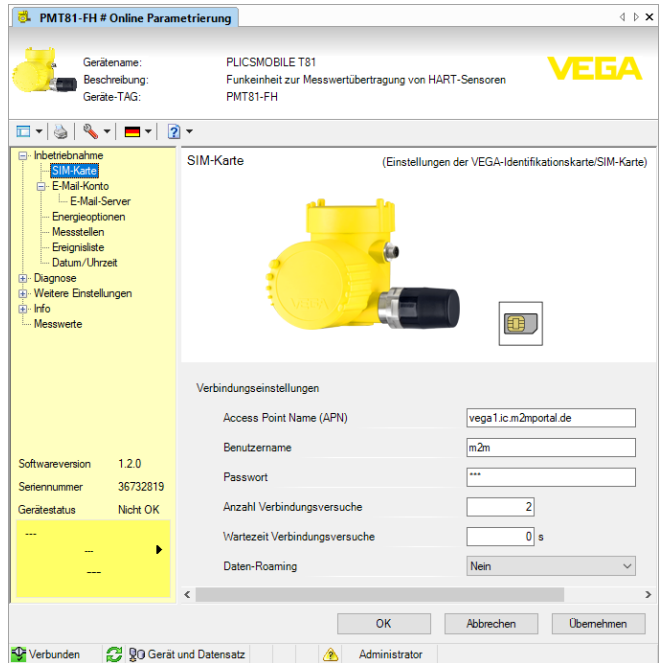 PMT81-FH # Online Parametrierung
Gerätename: PLICSMOBILE T81
Beschreibung: Funkeinheit zur Messwertübertragung von HART-Sensoren
Geräte-TAG: PMT81-FH
VEGA
Inbetriebnahme
SIM-Karte
E-Mail-Konto
E-Mail-Server
Energieoptionen
Messstellen
Ereignisliste
Datum/Uhrzeit
Diagnose
Weitere Einstellungen
Info
Messwerte
Softwareversion 1.2.0
Seriennummer 36732819
Gerätestatus Nicht OK
---
--
---
SIM-Karte (Einstellungen der VEGA-Identifikationskarte/SIM-Karte)
VEGA
Verbindungseinstellungen
Access Point Name (APN) vega1.ic.m2mportal.de
Benutzername m2m
Passwort ***
Anzahl Verbindungsversuche 2
Wartezeit Verbindungsversuche 0 s
Daten-Roaming Nein
OK Abbrechen Übernehmen
Verbunden Gerät und Datensatz Administrator